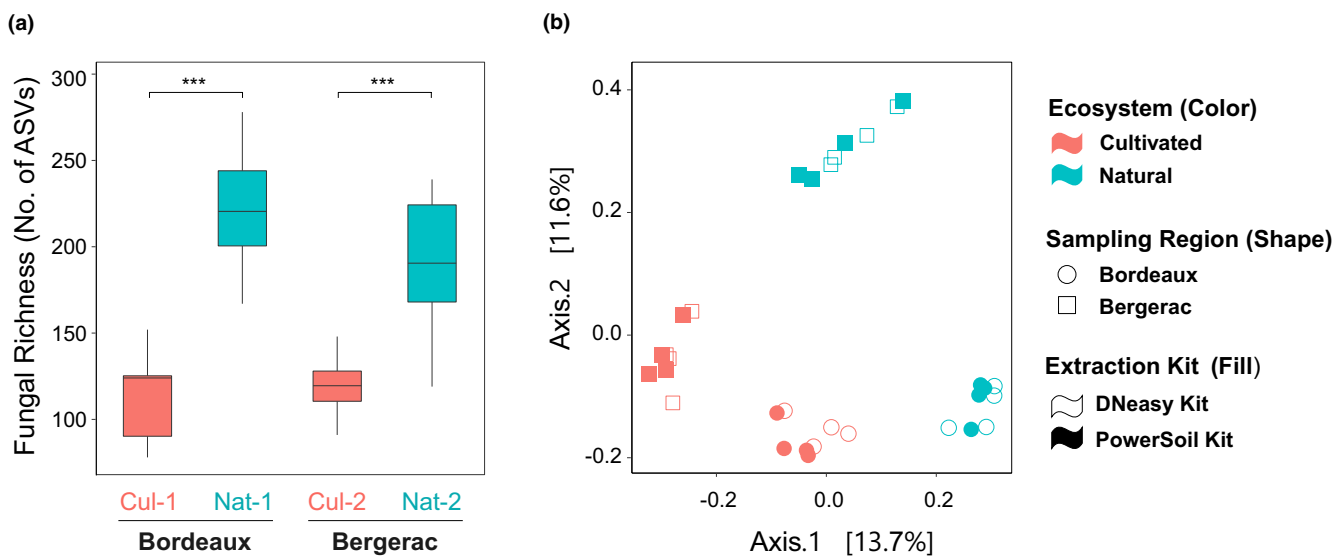 (a)
Fungal Richness (No. of ASVs)
300
250
200
150
100
***
***
Cul-1
Nat-1
Cul-2
Nat-2
Bordeaux
Bergerac
(b)
Axis.2 [11.6%]
0.4
0.2
0.0
-0.2
-0.2
0.0
0.2
Axis.1 [13.7%]
Ecosystem (Color)
Cultivated
Natural
Sampling Region (Shape)
Bordeaux
Bergerac
Extraction Kit (Fill)
DNeasy Kit
PowerSoil Kit